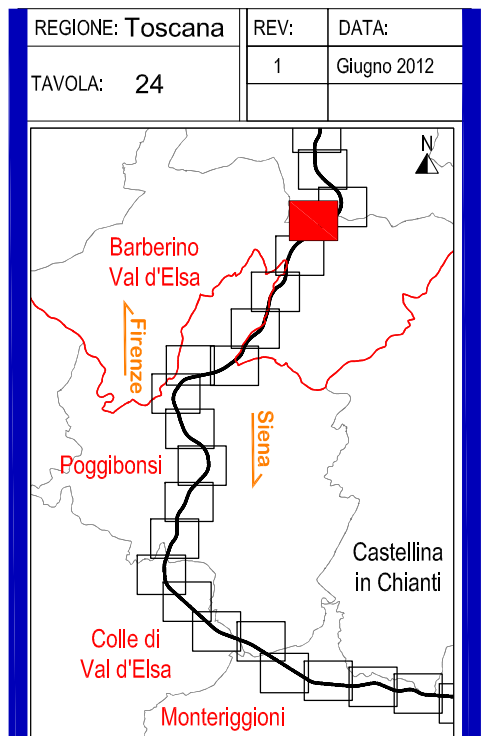 REGIONE: Toscana
REV:
DATA:
TAVOLA: 24
1
Giugno 2012
N
Barberino
Val d'Elsa
Firenze
Siena
Poggibonsi
Castellina
in Chianti
Colle di
Val d'Elsa
Monteriggioni